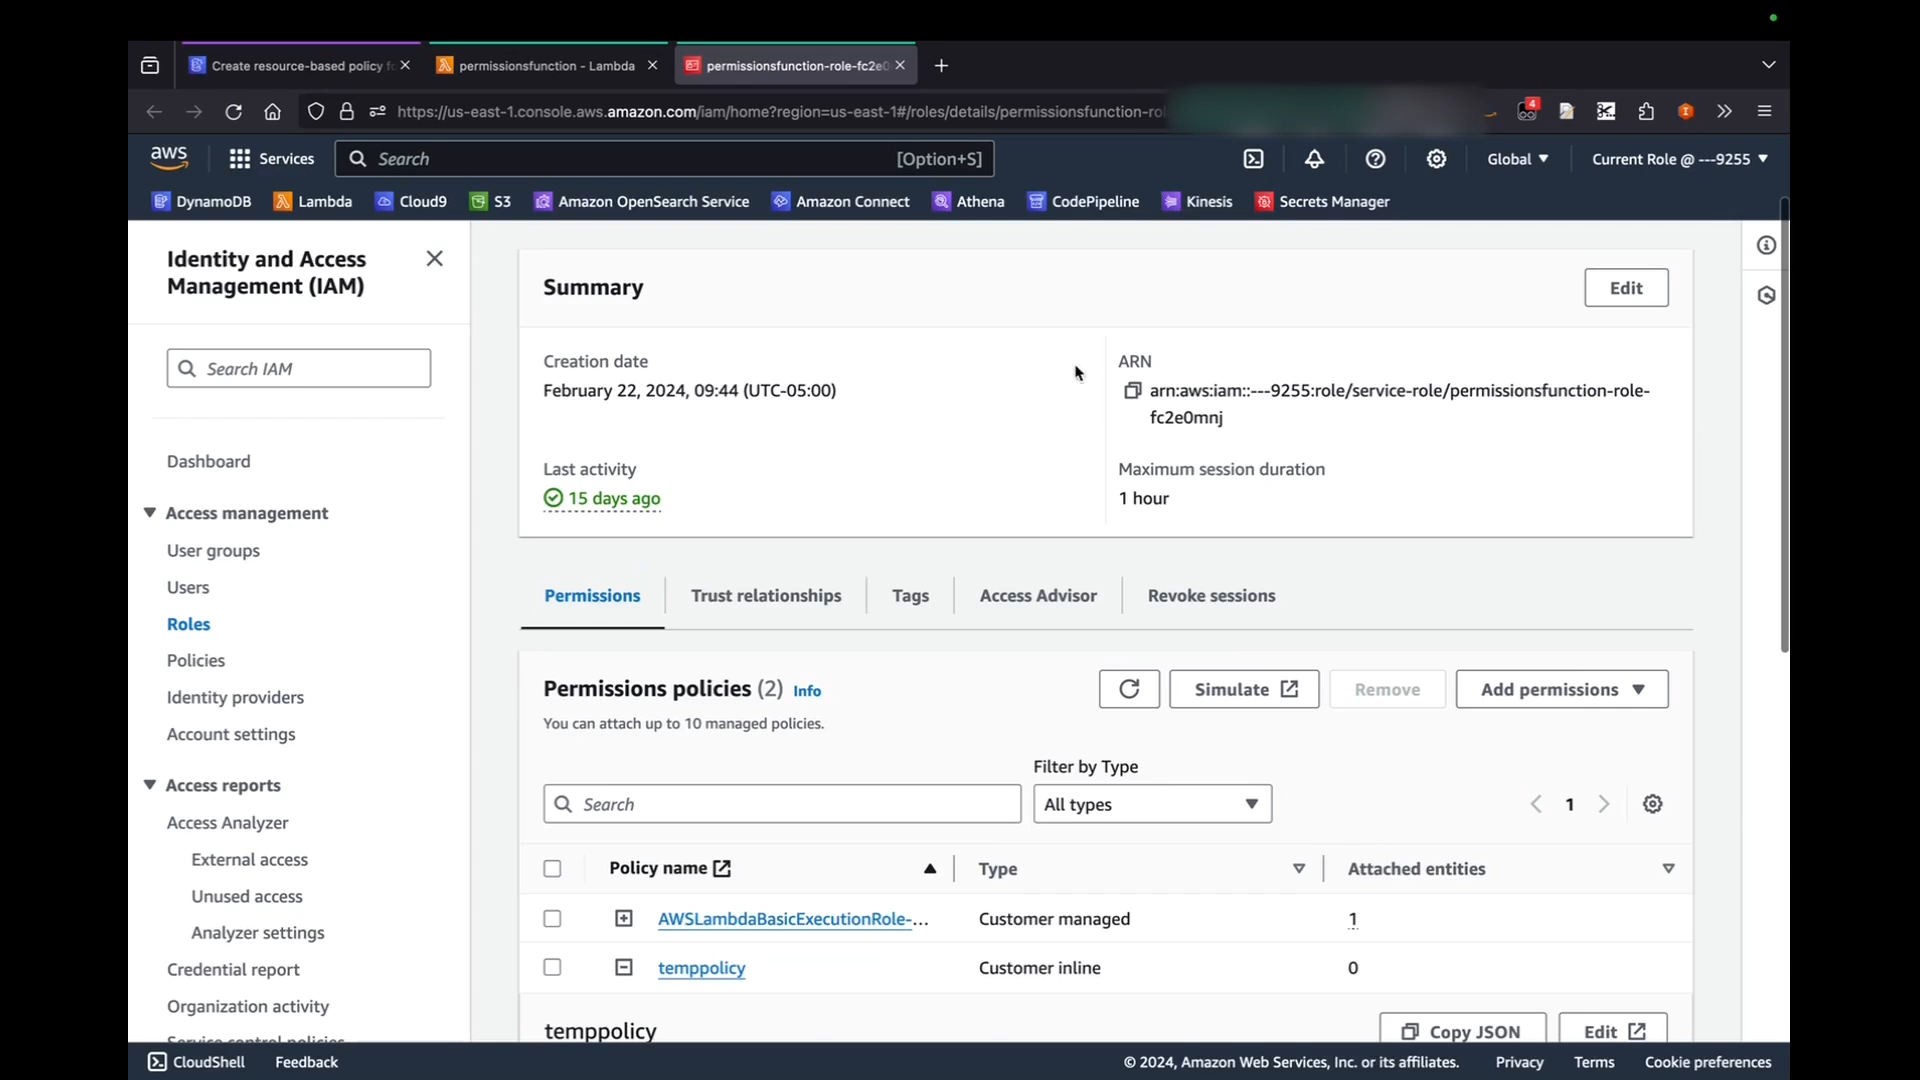 Create resource-based policy fo
permissionsfunction - Lambda
permissionsfunction-role-fc2e0
https://us-east-1.console.aws.amazon.com/iam/home?region=us-east-1#/roles/details/permissionsfunction-rol
4
aws
Services
Search
[Option+S]
Global
Current Role @ ---9255
DynamoDB
Lambda
Cloud9
S3
Amazon OpenSearch Service
Amazon Connect
Athena
CodePipeline
Kinesis
Secrets Manager
Identity and Access
Management (IAM)
Search IAM
Dashboard
Access management
User groups
Users
Roles
Policies
Identity providers
Account settings
Access reports
Access Analyzer
External access
Unused access
Analyzer settings
Credential report
Organization activity
Service control policies
Summary
Edit
Creation date
February 22, 2024, 09:44 (UTC-05:00)
ARN
arn:aws:iam::---9255:role/service-role/permissionsfunction-role-
fc2e0mnj
Last activity
15 days ago
Maximum session duration
1 hour
Permissions
Trust relationships
Tags
Access Advisor
Revoke sessions
Permissions policies (2) Info
You can attach up to 10 managed policies.
Simulate
Remove
Add permissions
Filter by Type
Search
All types
1
Policy name
Type
Attached entities
AWSLambdaBasicExecutionRole-...
Customer managed
1
temppolicy
Customer inline
0
temppolicy
Copy JSON
Edit
CloudShell
Feedback
© 2024, Amazon Web Services, Inc. or its affiliates.
Privacy
Terms
Cookie preferences